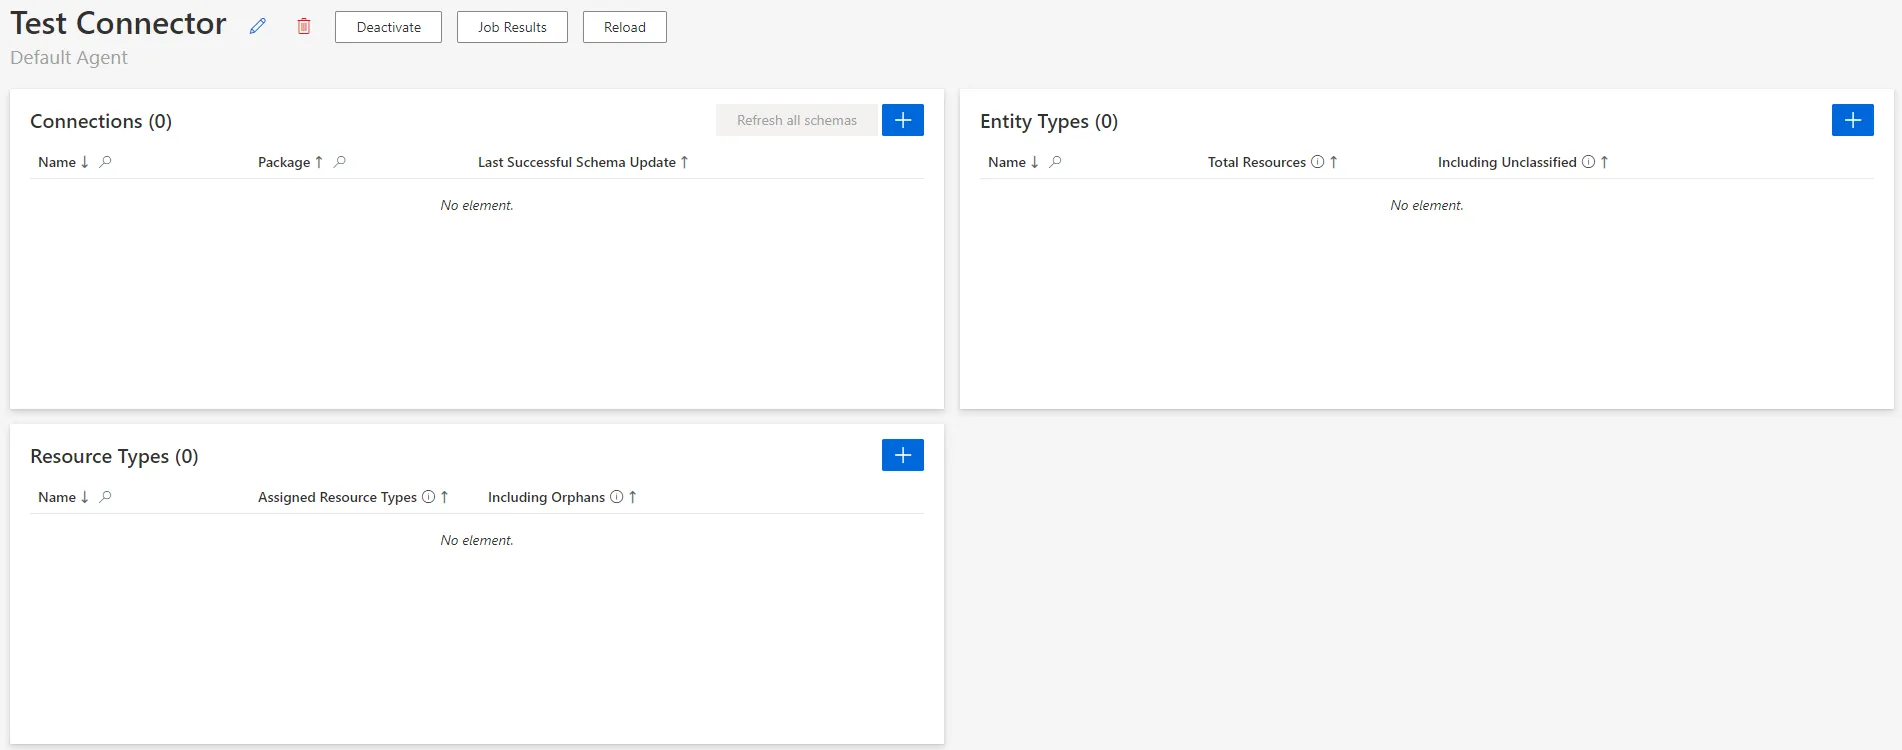 Test Connector
Deactivate
Job Results
Reload
Default Agent
Connections (0)
Refresh all schemas
Name
Package
Last Successful Schema Update
No element.
Entity Types (0)
Name
Total Resources
Including Unclassified
No element.
Resource Types (0)
Name
Assigned Resource Types
Including Orphans
No element.